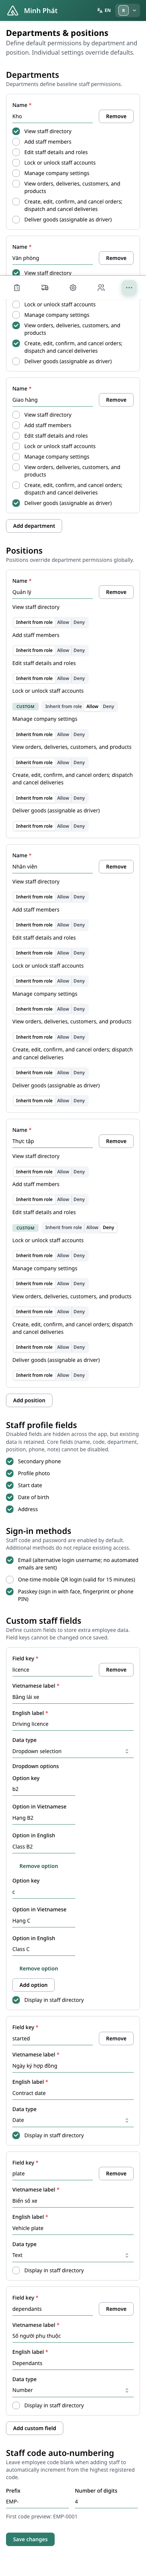 Minh Phát
EN
Departments & positions
Define default permissions by department and
position. Individual settings override defaults.
Departments
Departments define baseline staff permissions.
Name *
Kho
Remove
View staff directory
Add staff members
Edit staff details and roles
Lock or unlock staff accounts
Manage company settings
View orders, deliveries, customers, and
products
Create, edit, confirm, and cancel orders;
dispatch and cancel deliveries
Deliver goods (assignable as driver)
Name *
Văn phòng
Remove
View staff directory
Lock or unlock staff accounts
Manage company settings
View orders, deliveries, customers, and
products
Create, edit, confirm, and cancel orders;
dispatch and cancel deliveries
Deliver goods (assignable as driver)
Name *
Giao hàng
Remove
View staff directory
Add staff members
Edit staff details and roles
Lock or unlock staff accounts
Manage company settings
View orders, deliveries, customers, and
products
Create, edit, confirm, and cancel orders;
dispatch and cancel deliveries
Deliver goods (assignable as driver)
Add department
Positions
Positions override department permissions globally.
Name *
Quản lý
Remove
View staff directory
Inherit from role Allow Deny
Add staff members
Inherit from role Allow Deny
Edit staff details and roles
Inherit from role Allow Deny
Lock or unlock staff accounts
CUSTOM Inherit from role Allow Deny
Manage company settings
Inherit from role Allow Deny
View orders, deliveries, customers, and products
Inherit from role Allow Deny
Create, edit, confirm, and cancel orders; dispatch
and cancel deliveries
Inherit from role Allow Deny
Deliver goods (assignable as driver)
Inherit from role Allow Deny
Name *
Nhân viên
Remove
View staff directory
Inherit from role Allow Deny
Add staff members
Inherit from role Allow Deny
Edit staff details and roles
Inherit from role Allow Deny
Lock or unlock staff accounts
Inherit from role Allow Deny
Manage company settings
Inherit from role Allow Deny
View orders, deliveries, customers, and products
Inherit from role Allow Deny
Create, edit, confirm, and cancel orders; dispatch
and cancel deliveries
Inherit from role Allow Deny
Deliver goods (assignable as driver)
Inherit from role Allow Deny
Name *
Thực tập
Remove
View staff directory
Inherit from role Allow Deny
Add staff members
Inherit from role Allow Deny
Edit staff details and roles
CUSTOM Inherit from role Allow Deny
Lock or unlock staff accounts
Inherit from role Allow Deny
Manage company settings
Inherit from role Allow Deny
View orders, deliveries, customers, and products
Inherit from role Allow Deny
Create, edit, confirm, and cancel orders; dispatch
and cancel deliveries
Inherit from role Allow Deny
Deliver goods (assignable as driver)
Inherit from role Allow Deny
Add position
Staff profile fields
Disabled fields are hidden across the app, but existing
data is retained. Core fields (name, code, department,
position, phone, note) cannot be disabled.
Secondary phone
Profile photo
Start date
Date of birth
Address
Sign-in methods
Staff code and password are enabled by default.
Additional methods do not replace existing access.
Email (alternative login username; no automated
emails are sent)
One-time mobile QR login (valid for 15 minutes)
Passkey (sign in with face, fingerprint or phone
PIN)
Custom staff fields
Define custom fields to store extra employee data.
Field keys cannot be changed once saved.
Field key *
licence
Remove
Vietnamese label *
Bằng lái xe
English label *
Driving licence
Data type
Dropdown selection
Dropdown options
Option key
b2
Option in Vietnamese
Hạng B2
Option in English
Class B2
Remove option
Option key
c
Option in Vietnamese
Hạng C
Option in English
Class C
Remove option
Add option
Display in staff directory
Field key *
started
Remove
Vietnamese label *
Ngày ký hợp đồng
English label *
Contract date
Data type
Date
Display in staff directory
Field key *
plate
Remove
Vietnamese label *
Biển số xe
English label *
Vehicle plate
Data type
Text
Display in staff directory
Field key *
dependants
Remove
Vietnamese label *
Số người phụ thuộc
English label *
Dependants
Data type
Number
Display in staff directory
Add custom field
Staff code auto-numbering
Leave employee code blank when adding staff to
automatically increment from the highest registered
code.
Prefix
Number of digits
EMP-
4
First code preview: EMP-0001
Save changes